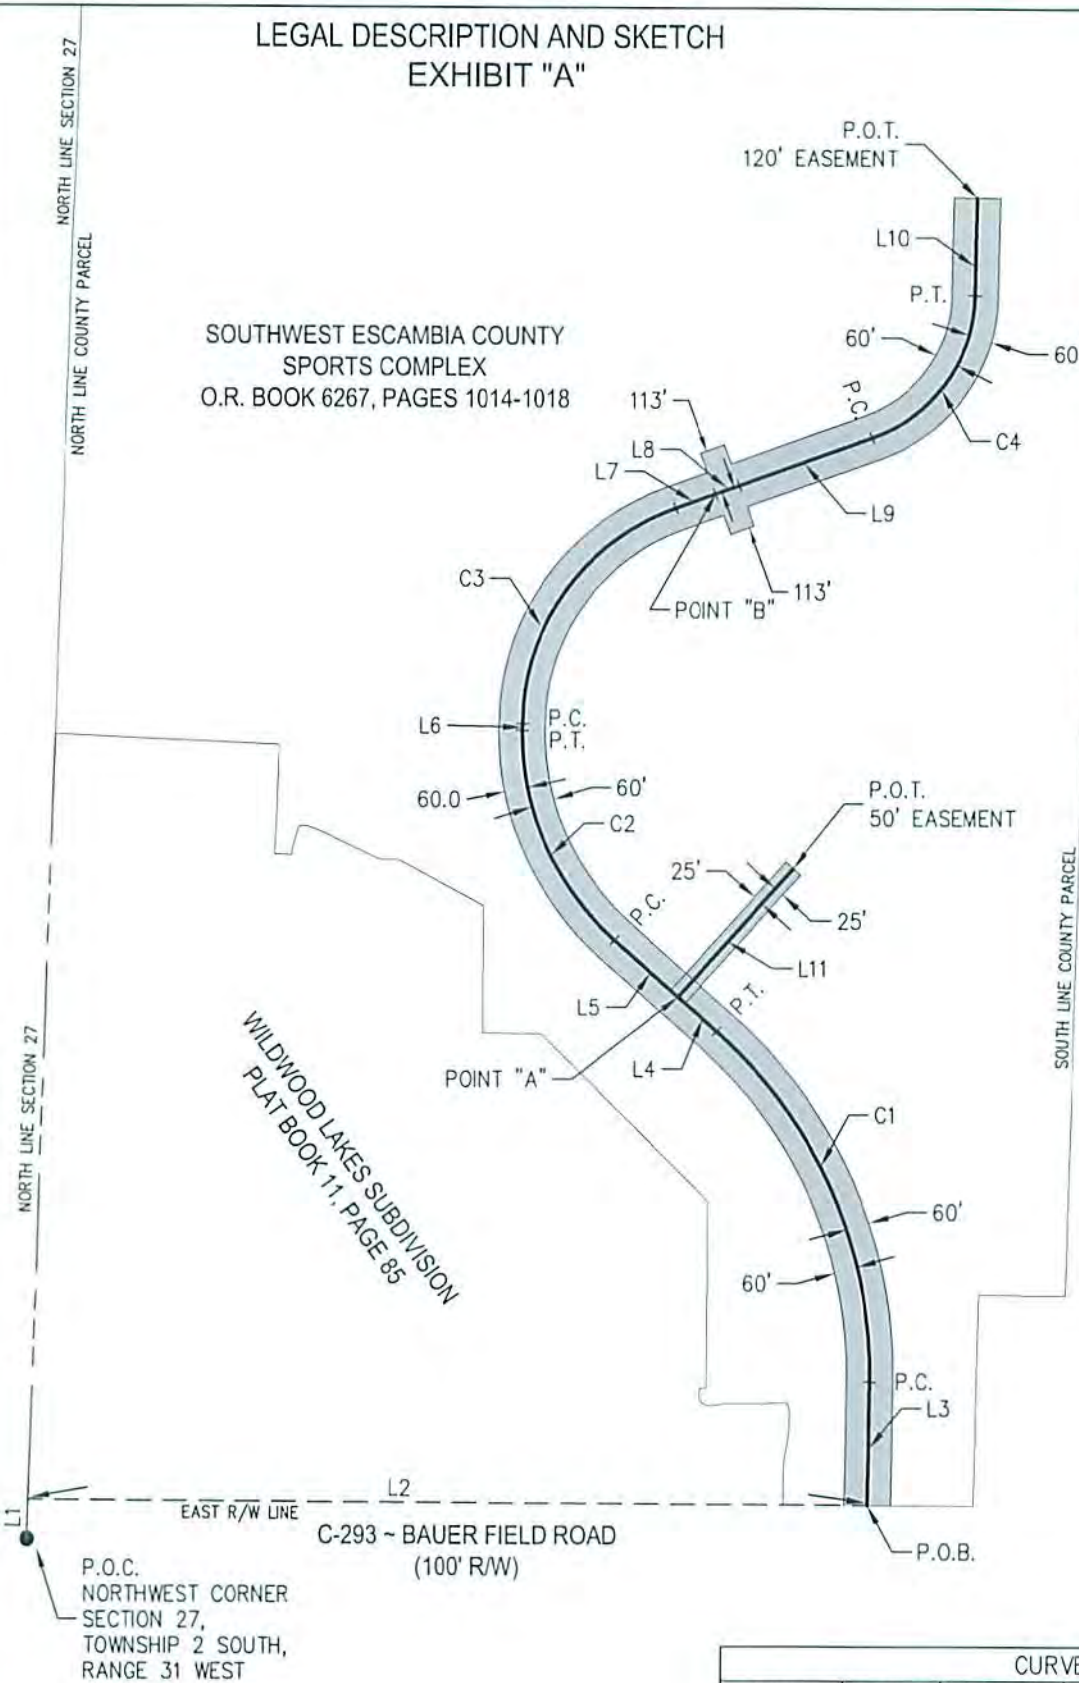 LEGAL DESCRIPTION AND SKETCH
EXHIBIT "A"
NORTH LINE SECTION 27
NORTH LINE COUNTY PARCEL
P.O.T.
120' EASEMENT
L10
P.T.
60'
60
P.C.
C4
SOUTHWEST ESCAMBIA COUNTY
SPORTS COMPLEX
O.R. BOOK 6267, PAGES 1014-1018
113'
L8
L7
L9
C3
113'
POINT "B"
L6
P.C.
P.T.
60.0
60'
C2
P.O.T.
50' EASEMENT
25'
25'
P.C.
L11
L5
P.T.
L4
POINT "A"
SOUTH LINE COUNTY PARCEL
NORTH LINE SECTION 27
WILDWOOD LAKES SUBDIVISION
PLAT BOOK 11, PAGE 85
C1
60'
60'
P.C.
L3
L2
L1
EAST R/W LINE
C-293 ~ BAUER FIELD ROAD
(100' R/W)
P.O.B.
P.O.C.
NORTHWEST CORNER
SECTION 27,
TOWNSHIP 2 SOUTH,
RANGE 31 WEST
CURVE